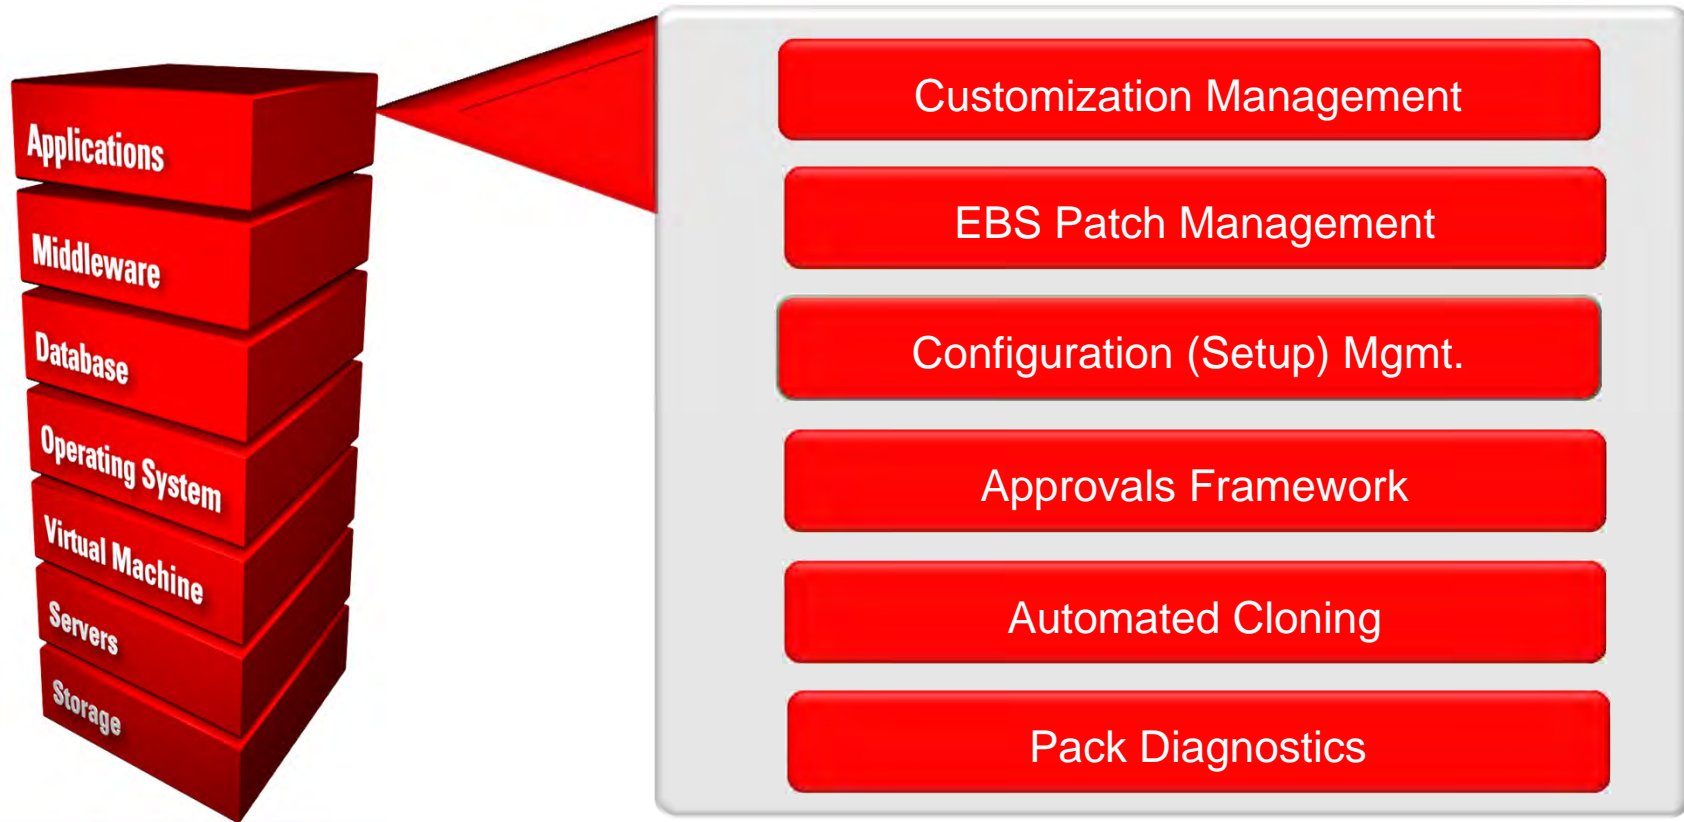 Applications
Middleware
Database
Operating System
Virtual Machine
Servers
Storage
Customization Management
EBS Patch Management
Configuration (Setup) Mgmt.
Approvals Framework
Automated Cloning
Pack Diagnostics